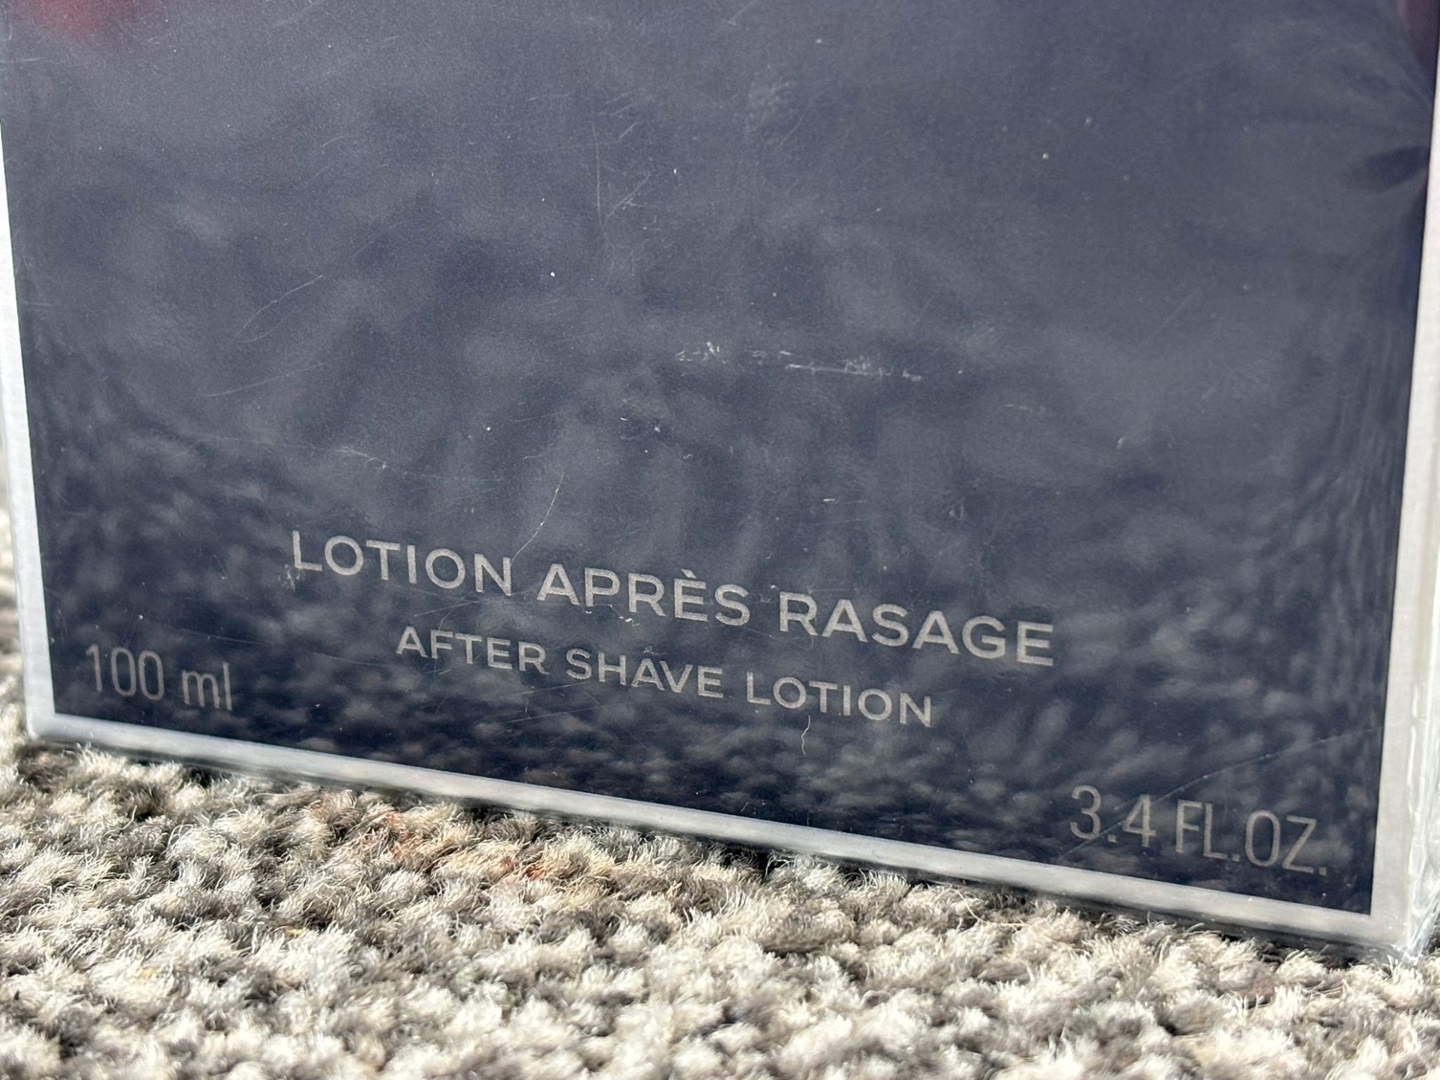 LOTION APRÈS RASAGE
AFTER SHAVE LOTION
100 ml
3.4 FL.OZ.